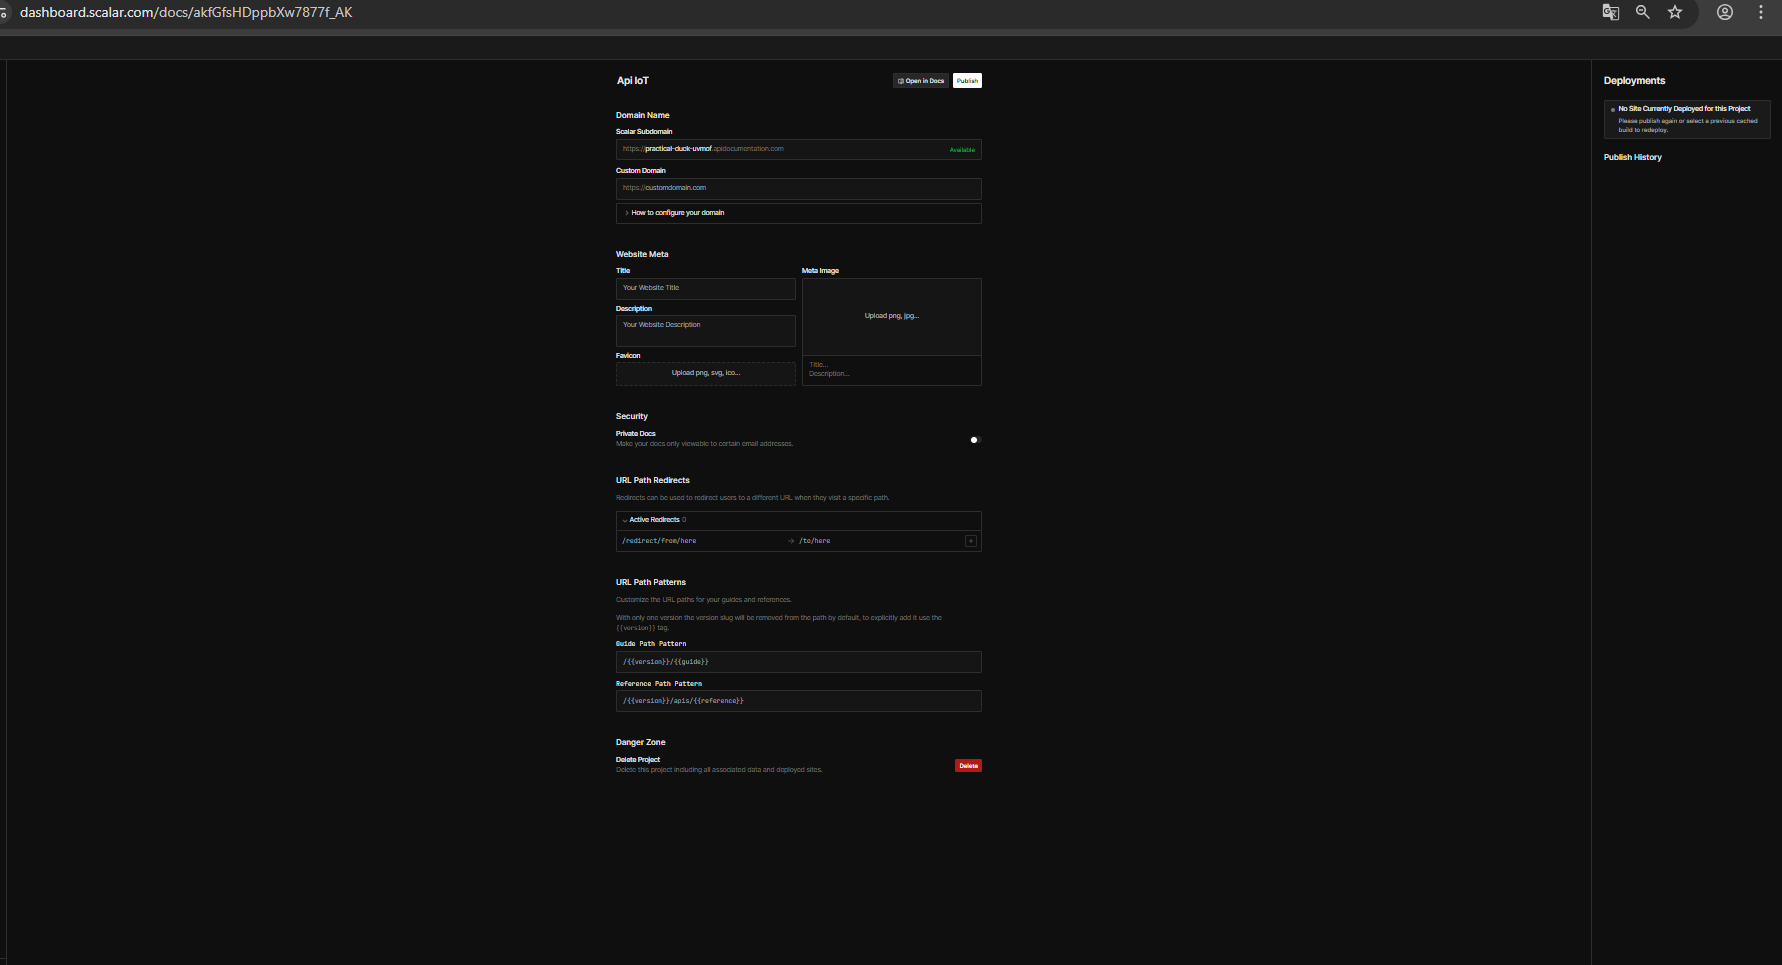 dashboard.scalar.com/docs/akfGfsHDppbXw7877f_AK
Api IoT
Open in Docs
Publish
Domain Name
Scalar Subdomain
https://practical-duck-uvmof.apidocumentation.com
Available
Custom Domain
https://customdomain.com
How to configure your domain
Website Meta
Title
Your Website Title
Description
Your Website Description
Favicon
Upload png, svg, ico...
Meta Image
Upload png, jpg...
Title...
Description...
Security
Private Docs
Make your docs only viewable to certain email addresses.
URL Path Redirects
Redirects can be used to redirect users to a different URL when they visit a specific path.
Active Redirects 0
/redirect/from/here
/to/here
URL Path Patterns
Customize the URL paths for your guides and references.
With only one version the version slug will be removed from the path by default, to explicitly add it use the
{{version}} tag.
Guide Path Pattern
/{{version}}/{{guide}}
Reference Path Pattern
/{{version}}/apis/{{reference}}
Danger Zone
Delete Project
Delete this project including all associated data and deployed sites.
Delete
Deployments
No Site Currently Deployed for this Project
Please publish again or select a previous cached
build to redeploy.
Publish History